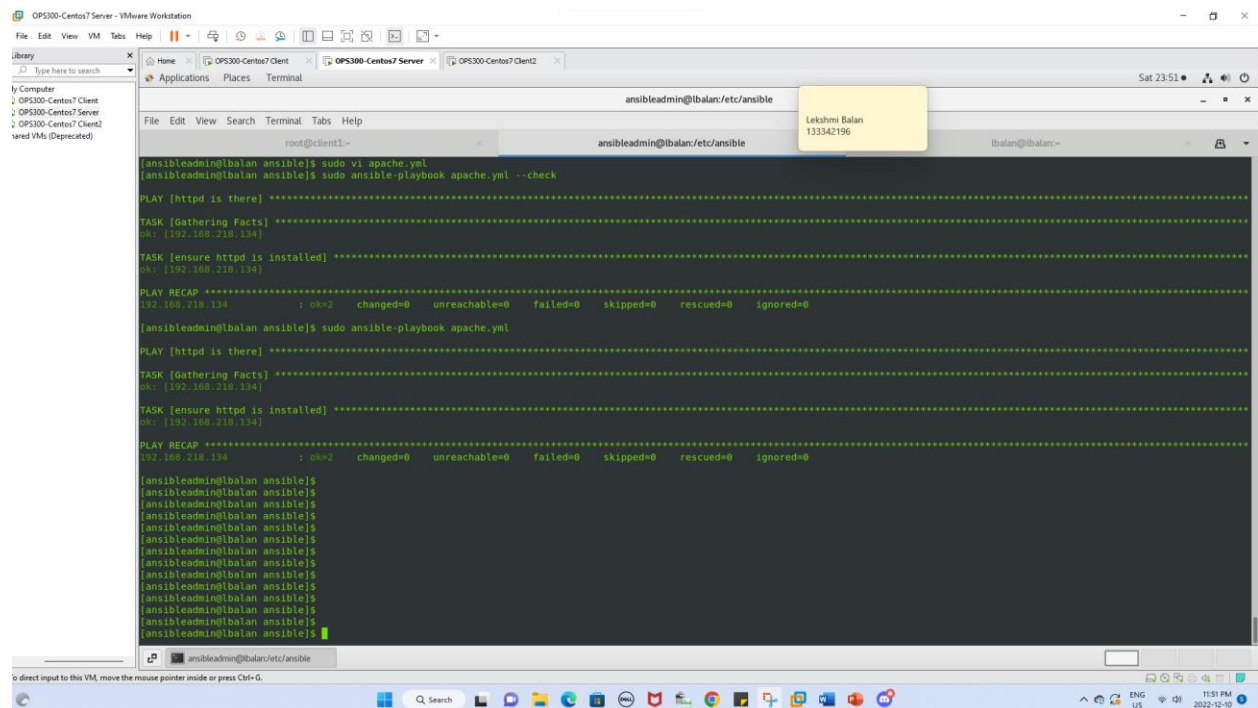 OPS300-Centos7 Server - VMware Workstation
File Edit View VM Tabs Help
Library
Type here to search
My Computer
OPS300-Centos7 Client
OPS300-Centos7 Server
OPS300-Centos7 Client2
Shared VMs (Deprecated)
Home OPS300-Centos7 Client OPS300-Centos7 Server OPS300-Centos7 Client2
Applications Places Terminal Sat 23:51
ansibleadmin@lbalan:/etc/ansible
Lekshmi Balan
133342196
File Edit View Search Terminal Tabs Help
root@client1:~ ansibleadmin@lbalan:/etc/ansible lbalan@lbalan:~
[ansibleadmin@lbalan ansible]$ sudo vi apache.yml
[ansibleadmin@lbalan ansible]$ sudo ansible-playbook apache.yml --check
PLAY [httpd is there] ****
TASK [Gathering Facts] ****
ok: [192.168.218.134]
TASK [ensure httpd is installed] ****
ok: [192.168.218.134]
PLAY RECAP ****
192.168.218.134 : ok=2 changed=0 unreachable=0 failed=0 skipped=0 rescued=0 ignored=0
[ansibleadmin@lbalan ansible]$ sudo ansible-playbook apache.yml
PLAY [httpd is there] ****
TASK [Gathering Facts] ****
ok: [192.168.218.134]
TASK [ensure httpd is installed] ****
ok: [192.168.218.134]
PLAY RECAP ****
192.168.218.134 : ok=2 changed=0 unreachable=0 failed=0 skipped=0 rescued=0 ignored=0
[ansibleadmin@lbalan ansible]$
[ansibleadmin@lbalan ansible]$
[ansibleadmin@lbalan ansible]$
[ansibleadmin@lbalan ansible]$
[ansibleadmin@lbalan ansible]$
[ansibleadmin@lbalan ansible]$
[ansibleadmin@lbalan ansible]$
[ansibleadmin@lbalan ansible]$
[ansibleadmin@lbalan ansible]$
[ansibleadmin@lbalan ansible]$
[ansibleadmin@lbalan ansible]$
[ansibleadmin@lbalan ansible]$
[ansibleadmin@lbalan ansible]$
[ansibleadmin@lbalan ansible]$
ansibleadmin@lbalan:/etc/ansible
o direct input to this VM, move the mouse pointer inside or press Ctrl+G.
Search
ENG
US
11:51 PM
2022-12-10